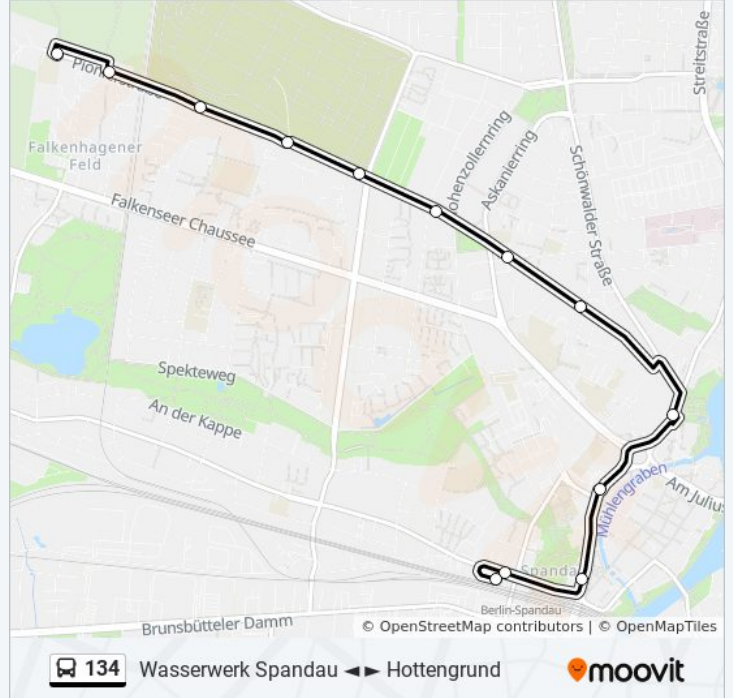 Streitstraße
Pionierstraße
Falkenhagener
Feld
Hohenzollernring
Askanierring
Schönwalder Straße
Falkenseer Chaussee
Spekteweg
An der Kappe
Mühlengraben
Am Julius
Spandau
Berlin-Spandau
Brunsbütteler Damm
© OpenStreetMap contributors | © OpenMapTiles
134 Wasserwerk Spandau ◄► Hottengrund
moovit